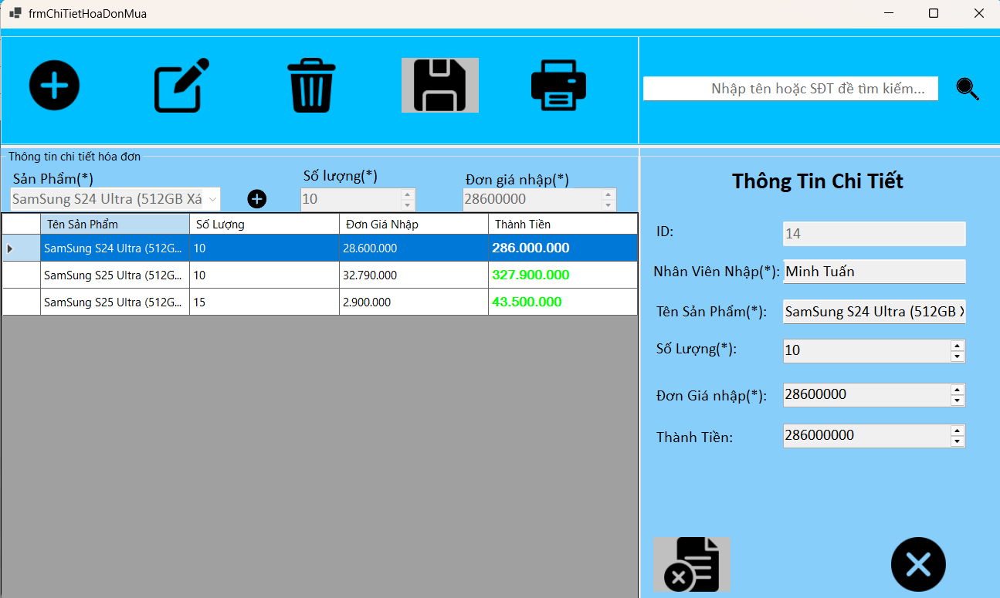 frmChiTietHoaDonMua
Nhập tên hoặc SĐT đề tìm kiếm...
Thông tin chi tiết hóa đơn
Sản Phẩm(*)
Số lượng(*)
Đơn giá nhập(*)
SamSung S24 Ultra (512GB Xá
10
28600000
Tên Sản Phẩm Số Lượng Đơn Giá Nhập Thành Tiền
SamSung S24 Ultra (512G... 10 28.600.000 286.000.000
SamSung S25 Ultra (512G... 10 32.790.000 327.900.000
SamSung S25 Ultra (512G... 15 2.900.000 43.500.000
Thông Tin Chi Tiết
ID: 14
Nhân Viên Nhập(*): Minh Tuấn
Tên Sản Phẩm(*): SamSung S24 Ultra (512GB X
Số Lượng(*): 10
Đơn Giá nhập(*): 28600000
Thành Tiền: 286000000